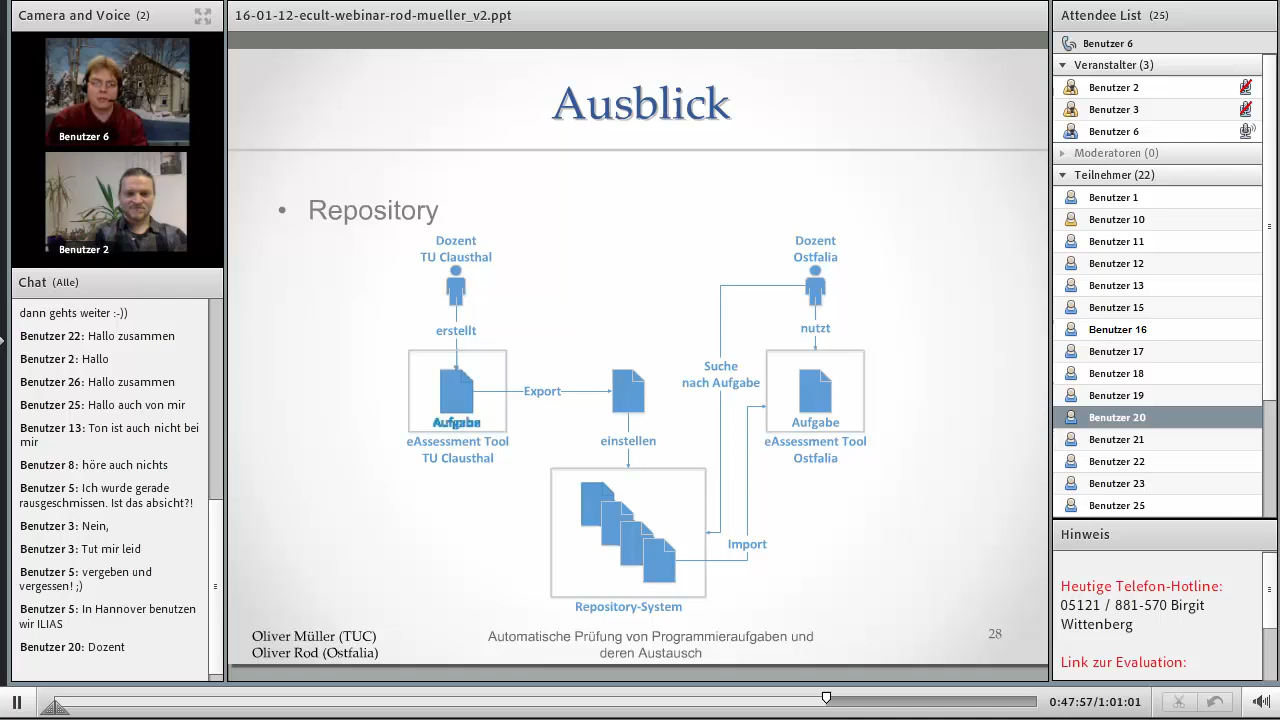 Camera and Voice (2)
Benutzer 6
Benutzer 2
Chat (Alle)
dann gehts weiter :-))
Benutzer 22: Hallo zusammen
Benutzer 2: Hallo
Benutzer 26: Hallo zusammen
Benutzer 25: Hallo auch von mir
Benutzer 13: Ton ist auch nicht bei
mir
Benutzer 8: höre auch nichts
Benutzer 5: Ich wurde gerade
rausgeschmissen. Ist das absicht?!
Benutzer 3: Nein,
Benutzer 3: Tut mir leid
Benutzer 5: vergeben und
vergessen! ;)
Benutzer 5: In Hannover benutzen
wir ILIAS
Benutzer 20: Dozent
16-01-12-ecult-webinar-rod-mueller_v2.ppt
Ausblick
• Repository
Dozent
TU Clausthal
erstellt
Aufgabe
eAssessment Tool
TU Clausthal
Export
einstellen
Repository-System
Dozent
Ostfalia
nutzt
Suche
nach Aufgabe
Aufgabe
eAssessment Tool
Ostfalia
Import
Oliver Müller (TUC)
Oliver Rod (Ostfalia)
Automatische Prüfung von Programmieraufgaben und
deren Austausch
28
Attendee List (25)
Benutzer 6
Veranstalter (3)
Benutzer 2
Benutzer 3
Benutzer 6
Moderatoren (0)
Teilnehmer (22)
Benutzer 1
Benutzer 10
Benutzer 11
Benutzer 12
Benutzer 13
Benutzer 15
Benutzer 16
Benutzer 17
Benutzer 18
Benutzer 19
Benutzer 20
Benutzer 21
Benutzer 22
Benutzer 23
Benutzer 25
Hinweis
Heutige Telefon-Hotline:
05121 / 881-570 Birgit
Wittenberg
Link zur Evaluation:
0:47:57/1:01:01